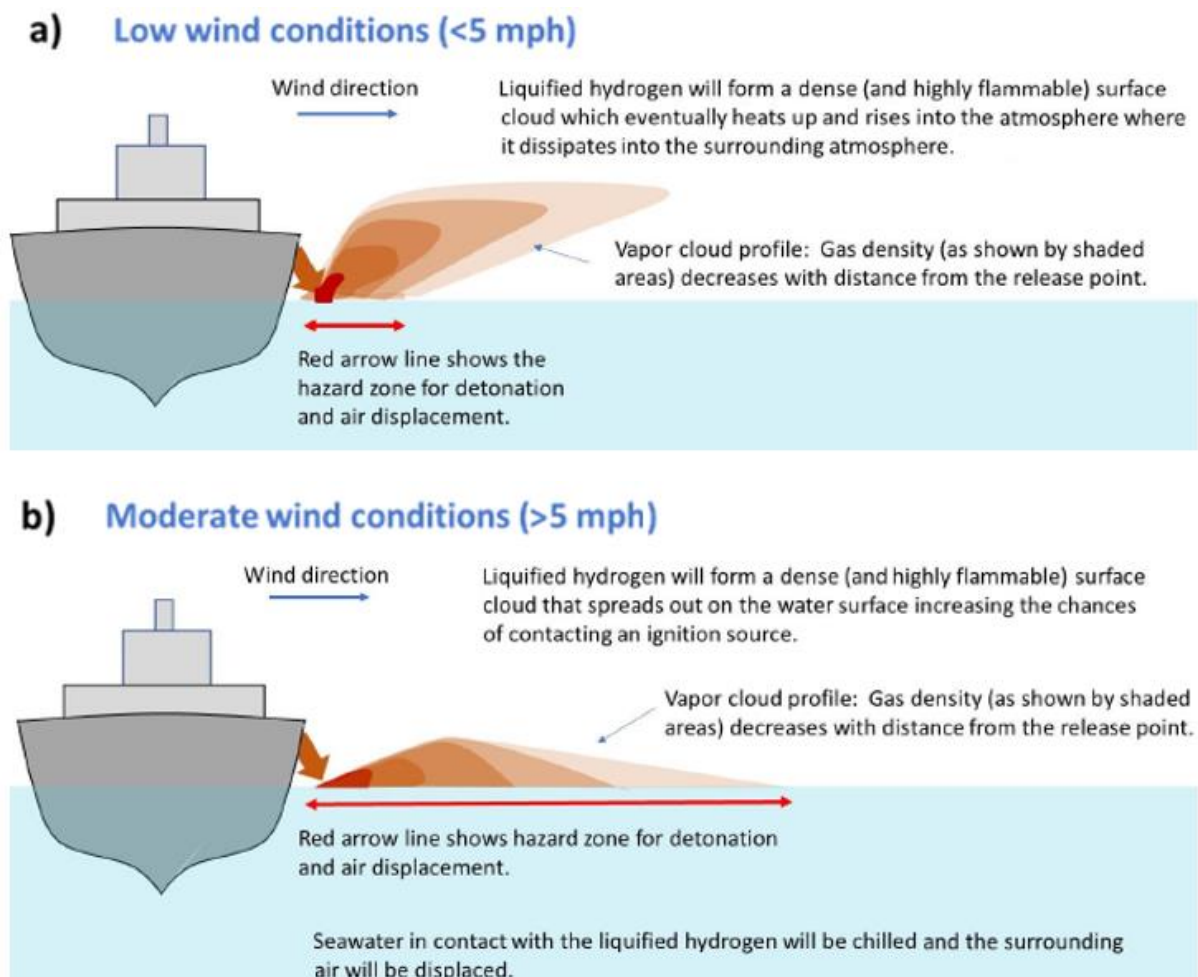 a) Low wind conditions (<5 mph)
Wind direction
Liquified hydrogen will form a dense (and highly flammable) surface
cloud which eventually heats up and rises into the atmosphere where
it dissipates into the surrounding atmosphere.
Vapor cloud profile: Gas density (as shown by shaded
areas) decreases with distance from the release point.
Red arrow line shows the
hazard zone for detonation
and air displacement.
b) Moderate wind conditions (>5 mph)
Wind direction
Liquified hydrogen will form a dense (and highly flammable) surface
cloud that spreads out on the water surface increasing the chances
of contacting an ignition source.
Vapor cloud profile: Gas density (as shown by shaded
areas) decreases with distance from the release point.
Red arrow line shows hazard zone for detonation
and air displacement.
Seawater in contact with the liquified hydrogen will be chilled and the surrounding
air will be displaced.